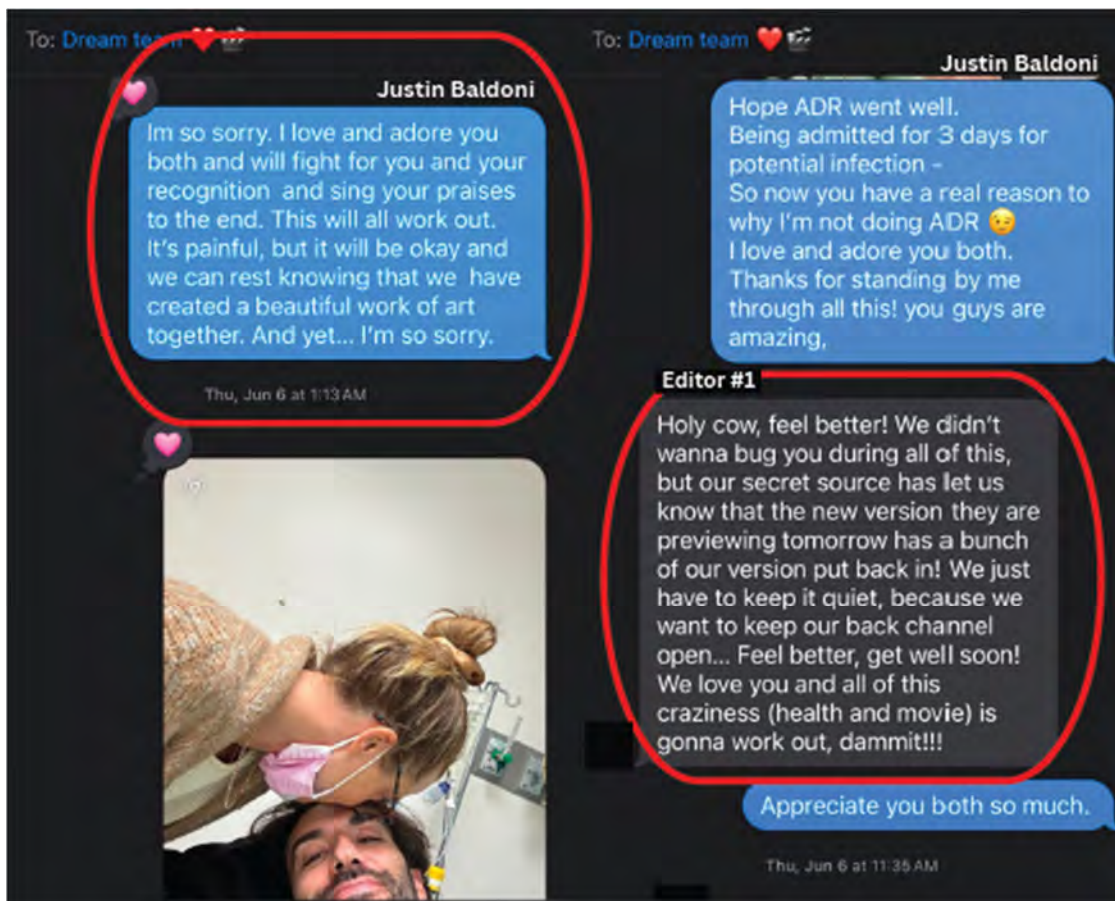 To: Dream team ❤️🎬
Justin Baldoni
Im so sorry. I love and adore you
both and will fight for you and your
recognition and sing your praises
to the end. This will all work out.
It's painful, but it will be okay and
we can rest knowing that we have
created a beautiful work of art
together. And yet... I'm so sorry.
Thu, Jun 6 at 1:13 AM
To: Dream team ❤️🎬
Justin Baldoni
Hope ADR went well.
Being admitted for 3 days for
potential infection -
So now you have a real reason to
why I'm not doing ADR 😉
I love and adore you both.
Thanks for standing by me
through all this! you guys are
amazing,
Editor #1
Holy cow, feel better! We didn't
wanna bug you during all of this,
but our secret source has let us
know that the new version they are
previewing tomorrow has a bunch
of our version put back in! We just
have to keep it quiet, because we
want to keep our back channel
open... Feel better, get well soon!
We love you and all of this
craziness (health and movie) is
gonna work out, dammit!!!
Appreciate you both so much.
Thu, Jun 6 at 11:35 AM